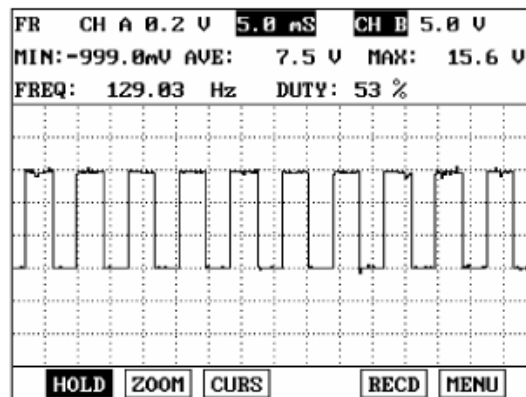 FR CH A 0.2 V 5.0 mS CH B 5.0 V
MIN:-999.0mV AVE: 7.5 V MAX: 15.6 V
FREQ: 129.03 Hz DUTY: 53 %
HOLD ZOOM CURS RECD MENU